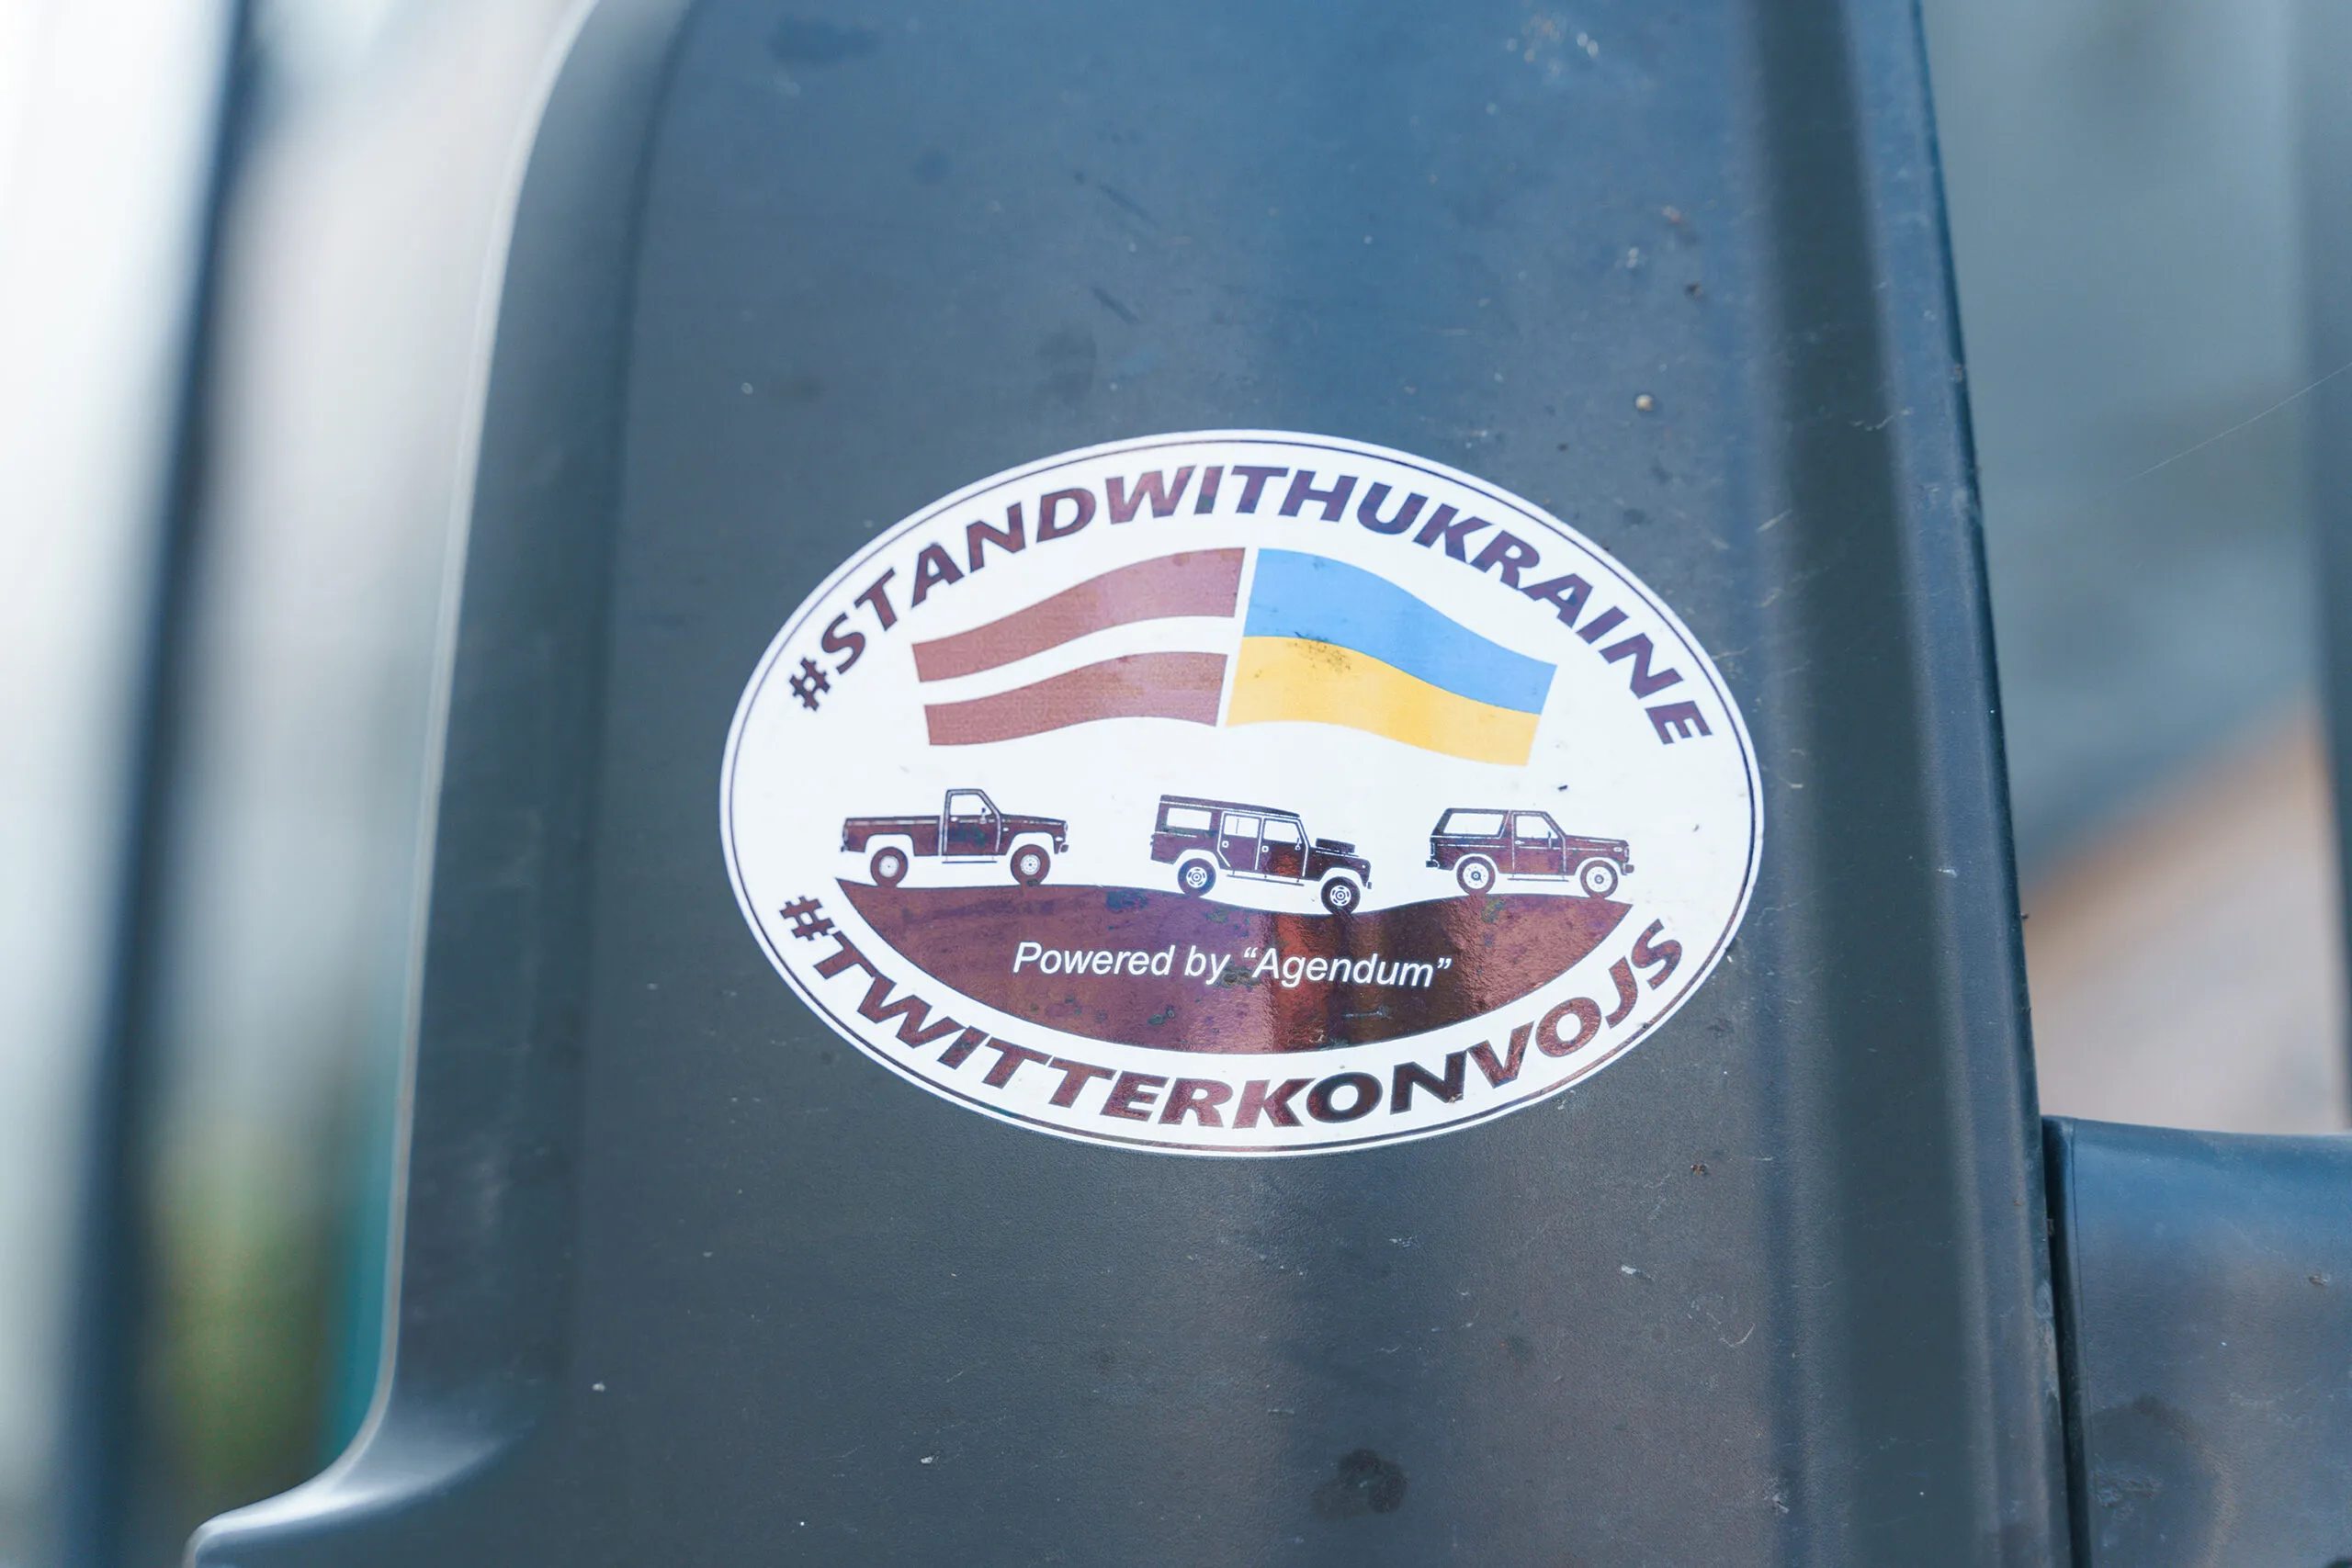 #STANDWITHUKRAINE
Powered by “Agendum”
#TWITTERKONVOJS